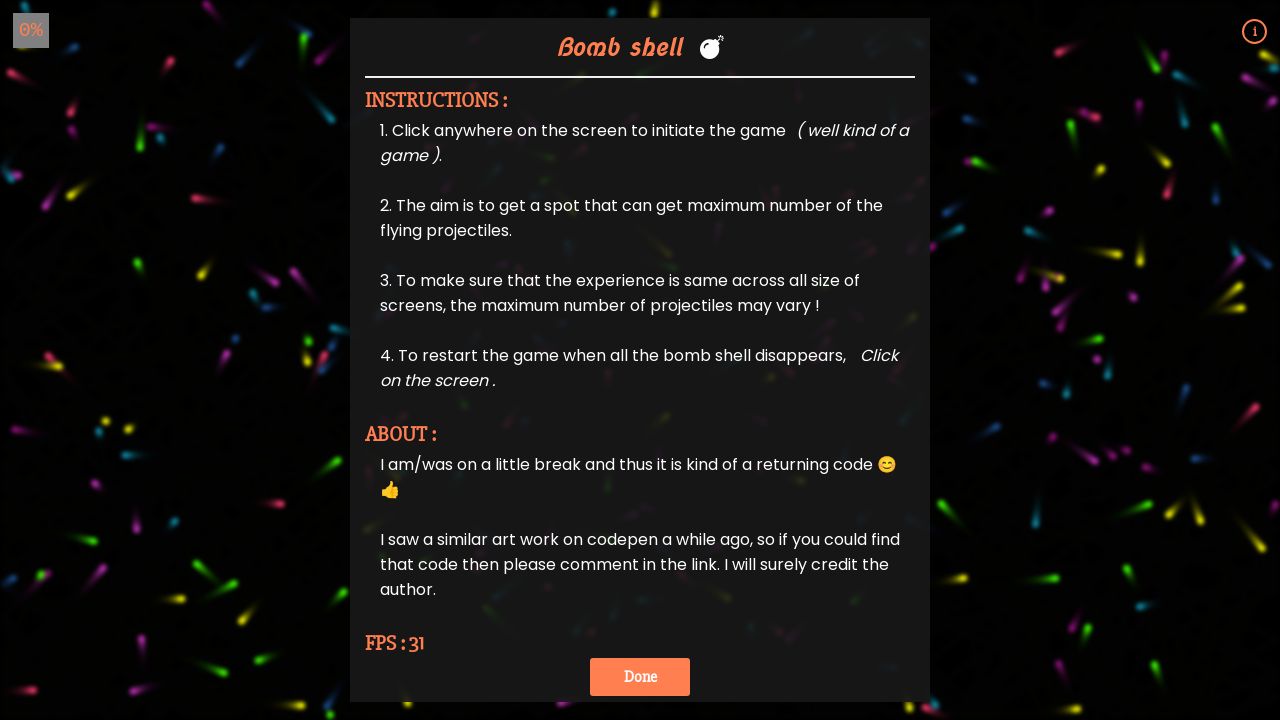 0%
i
Bomb shell 💣
INSTRUCTIONS :
1. Click anywhere on the screen to initiate the game ( well kind of a
game ).
2. The aim is to get a spot that can get maximum number of the
flying projectiles.
3. To make sure that the experience is same across all size of
screens, the maximum number of projectiles may vary !
4. To restart the game when all the bomb shell disappears, Click
on the screen .
ABOUT :
I am/was on a little break and thus it is kind of a returning code 😊
👍
I saw a similar art work on codepen a while ago, so if you could find
that code then please comment in the link. I will surely credit the
author.
FPS : 31
Done